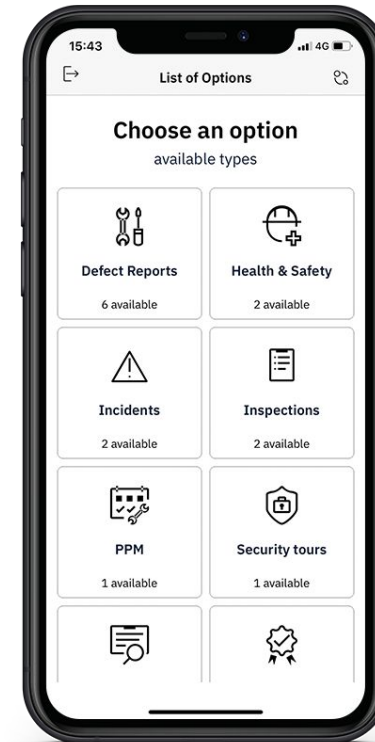 15:43
4G
List of Options
Choose an option
available types
Defect Reports
6 available
Health & Safety
2 available
Incidents
2 available
Inspections
2 available
PPM
1 available
Security tours
1 available